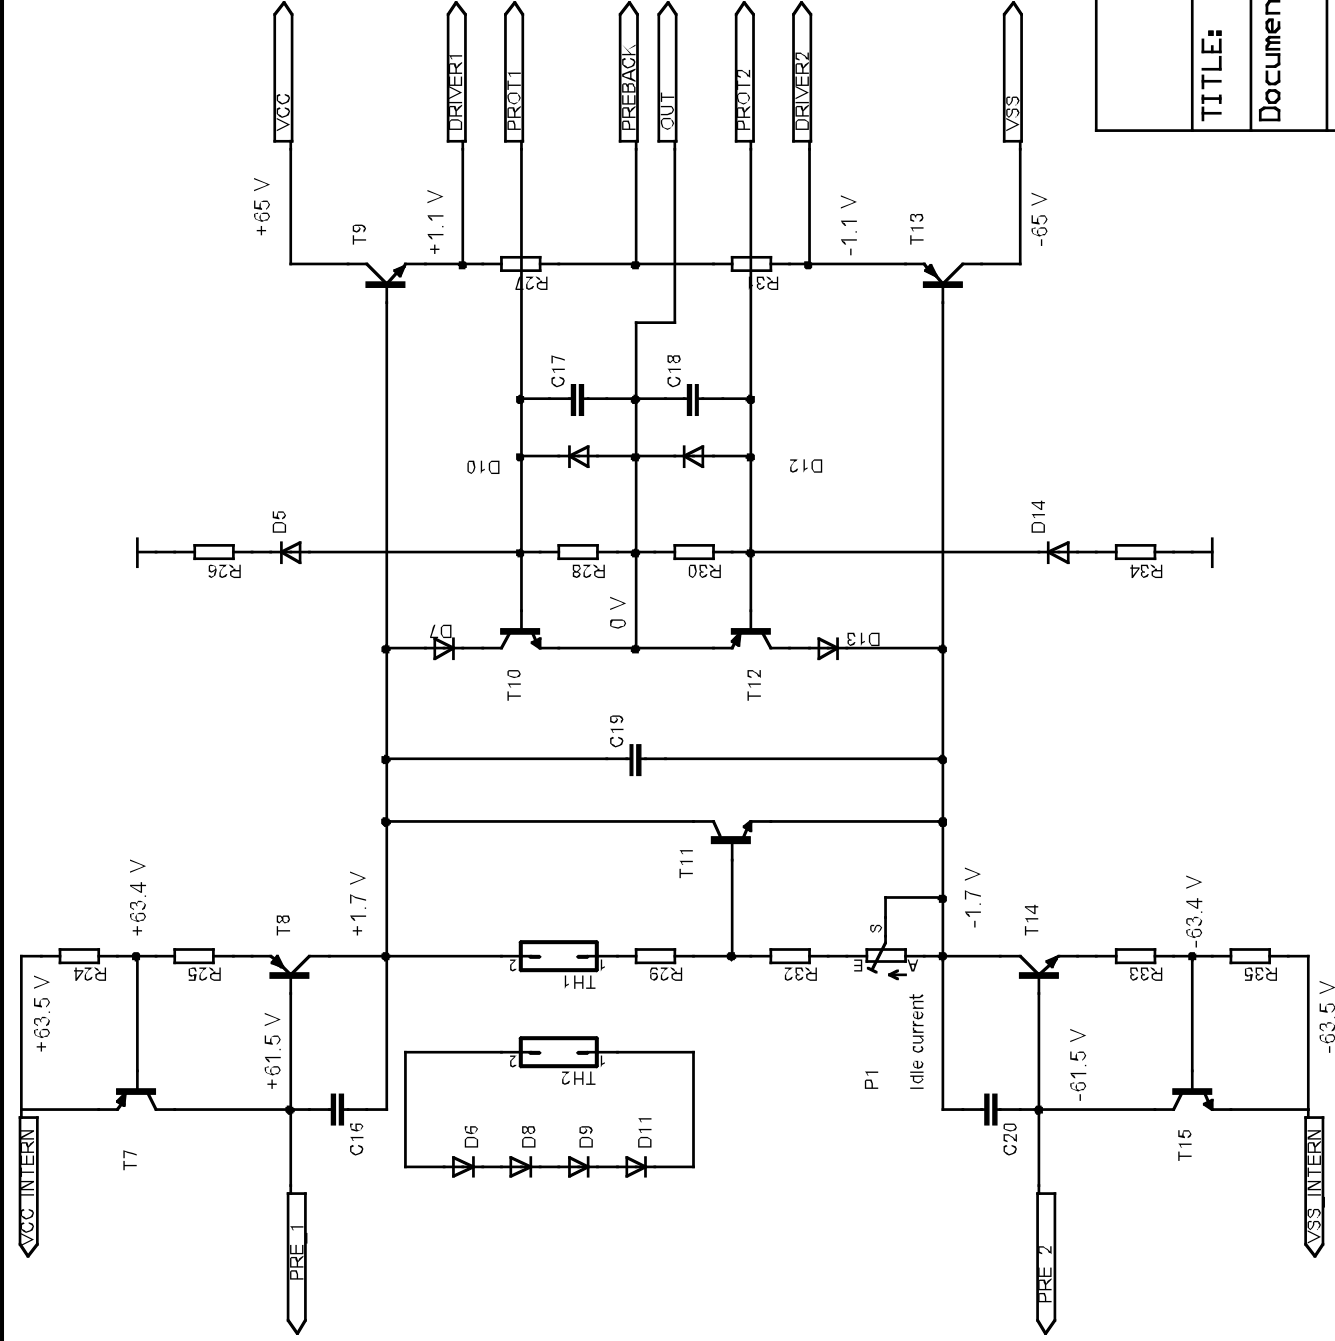 VCC
DRIVER1
PROT1
PREBACK
OUT
PROT2
DRIVER2
VSS
TITLE:
Documen
+65 V
T9
+1.1 V
R27
R31
-1.1 V
T13
-65 V
C17
C18
D10
D12
D5
R26
R28
R30
D14
R34
0 V
D7
D13
T10
T12
C19
T11
+63.4 V
T8
+1.7 V
-1.7 V
T14
-63.4 V
+63.5 V
R24
R25
2
TH1
1
R29
R32
E
S
A
R33
R35
-63.5 V
+61.5 V
2
TH2
1
P1
Idle current
-61.5 V
T7
C16
D6
D8
D9
D11
C20
T15
VCC INTERN
PRE 1
PRE 2
VSS INTERN